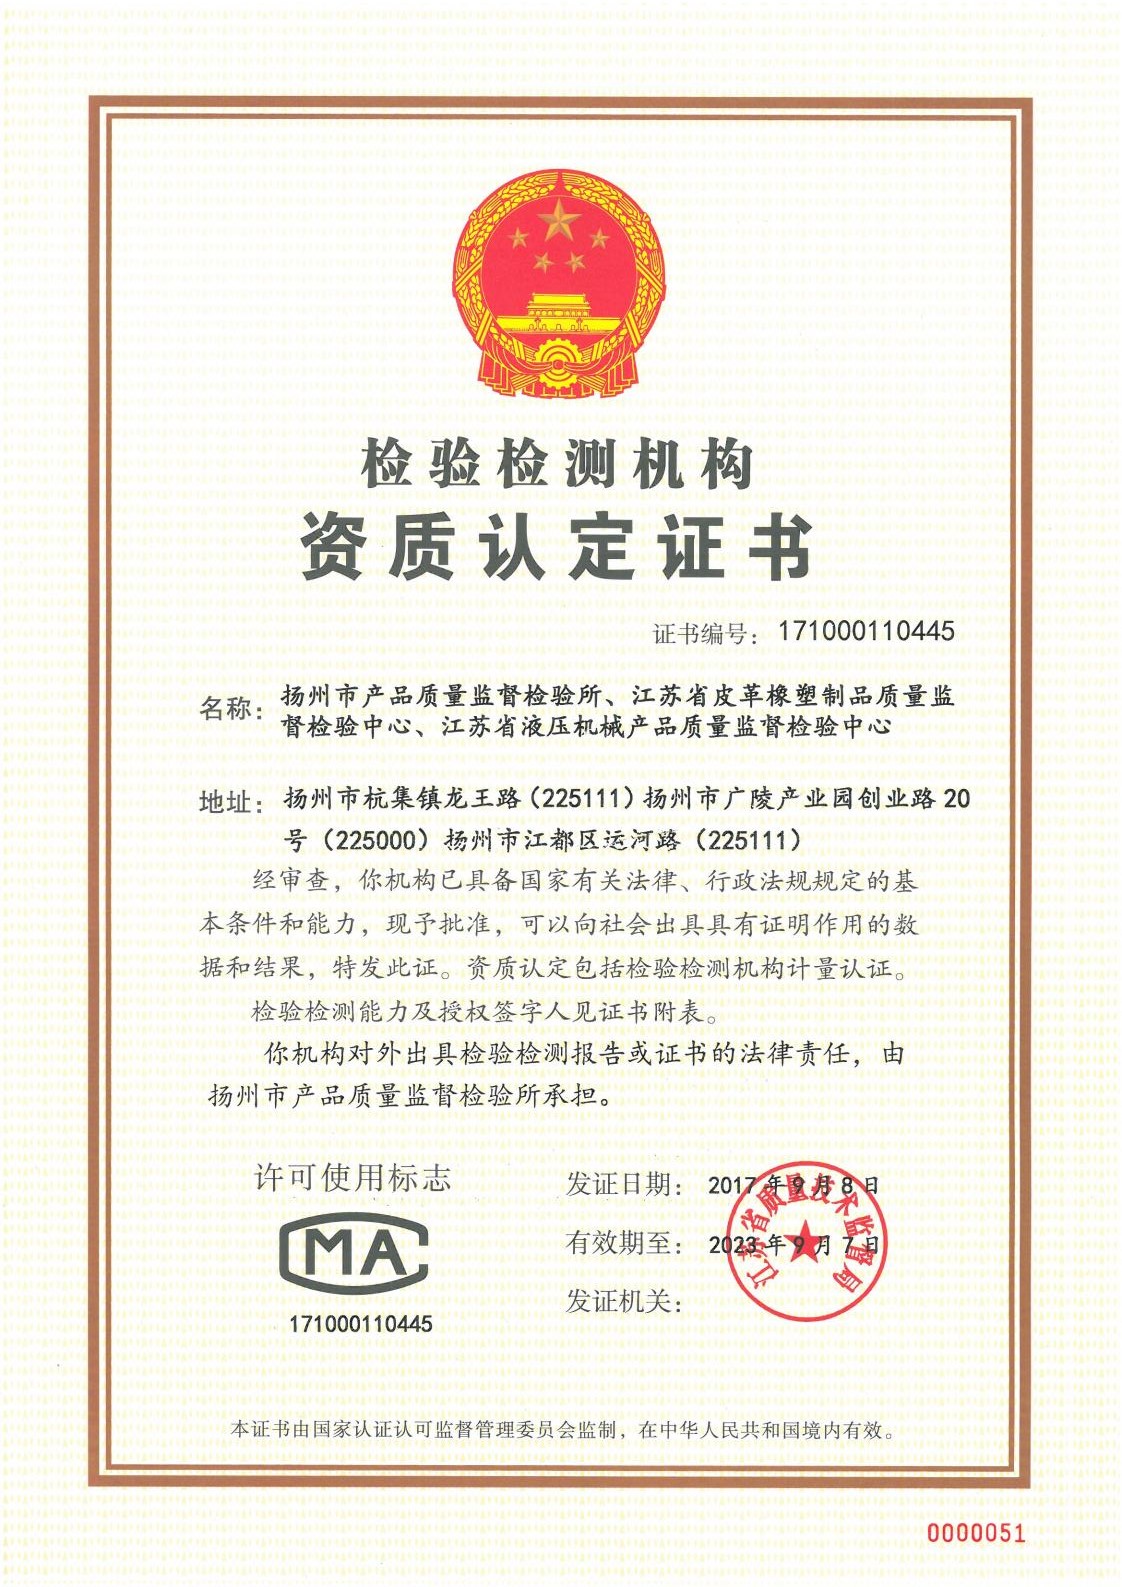 检验检测机构
资质认定证书
证书编号：171000110445
名称：扬州市产品质量监督检验所、江苏省皮革橡塑制品质量监
督检验中心、江苏省液压机械产品质量监督检验中心
地址：扬州市杭集镇龙王路（225111）扬州市广陵产业园创业路20
号（225000）扬州市江都区运河路（225111）
经审查，你机构已具备国家有关法律、行政法规规定的基
本条件和能力，现予批准，可以向社会出具具有证明作用的数
据和结果，特发此证。资质认定包括检验检测机构计量认证。
检验检测能力及授权签字人见证书附表。
你机构对外出具检验检测报告或证书的法律责任，由
扬州市产品质量监督检验所承担。
许可使用标志
MA
171000110445
发证日期：2017年9月8日
有效期至：2023年9月7日
发证机关：
江苏省质量技术监督局
本证书由国家认证认可监督管理委员会监制，在中华人民共和国境内有效。
0000051